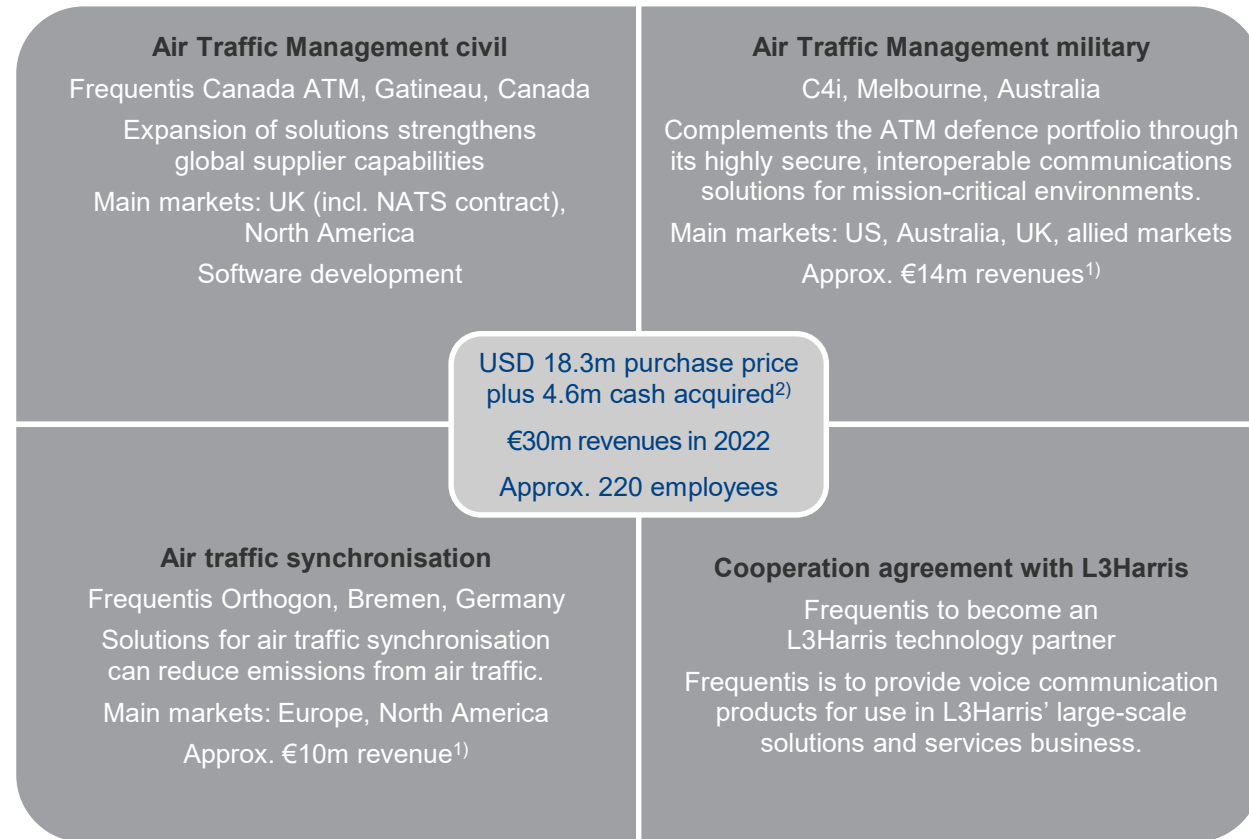 Air Traffic Management civil
Frequentis Canada ATM, Gatineau, Canada
Expansion of solutions strengthens
global supplier capabilities
Main markets: UK (incl. NATS contract),
North America
Software development
Air Traffic Management military
C4i, Melbourne, Australia
Complements the ATM defence portfolio through
its highly secure, interoperable communications
solutions for mission-critical environments.
Main markets: US, Australia, UK, allied markets
Approx. €14m revenues1)
USD 18.3m purchase price
plus 4.6m cash acquired2)
€30m revenues in 2022
Approx. 220 employees
Air traffic synchronisation
Frequentis Orthogon, Bremen, Germany
Solutions for air traffic synchronisation
can reduce emissions from air traffic.
Main markets: Europe, North America
Approx. €10m revenue1)
Cooperation agreement with L3Harris
Frequentis to become an
L3Harris technology partner
Frequentis is to provide voice communication
products for use in L3Harris’ large-scale
solutions and services business.